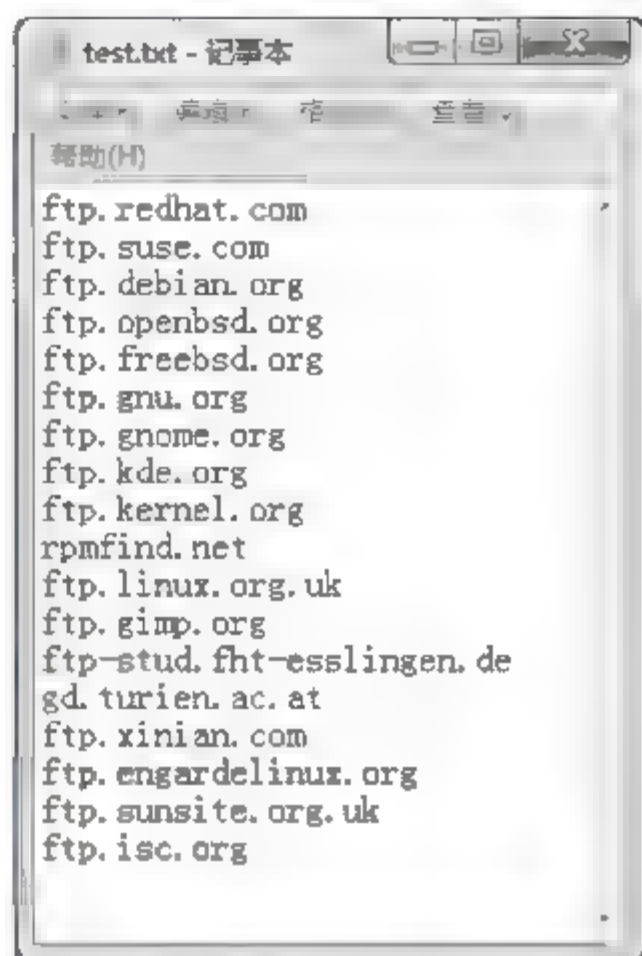 test.txt - 记事本
帮助(H)
ftp.redhat.com
ftp.suse.com
ftp.debian.org
ftp.openbsd.org
ftp.freebsd.org
ftp.gnu.org
ftp.gnome.org
ftp.kde.org
ftp.kernel.org
rpmfind.net
ftp.linux.org.uk
ftp.gimp.org
ftp-stud.fht-esslingen.de
gd.turien.ac.at
ftp.xinian.com
ftp.engardelinux.org
ftp.sunsite.org.uk
ftp.isc.org